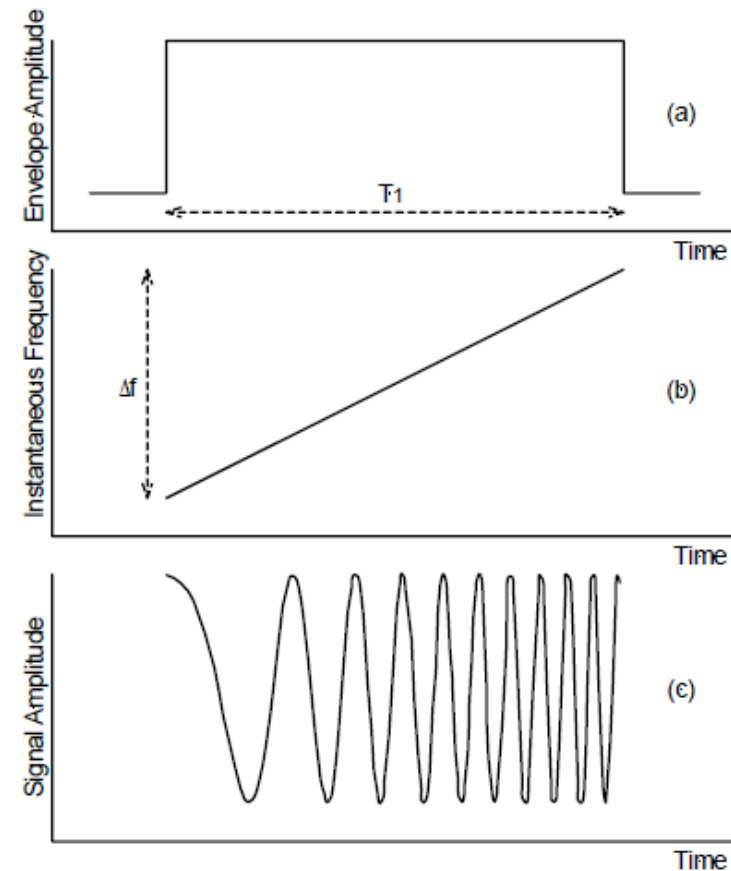 Envelope Amplitude
(a)
T1
Time
Instantaneous Frequency
Δf
(b)
Time
Signal Amplitude
(c)
Time